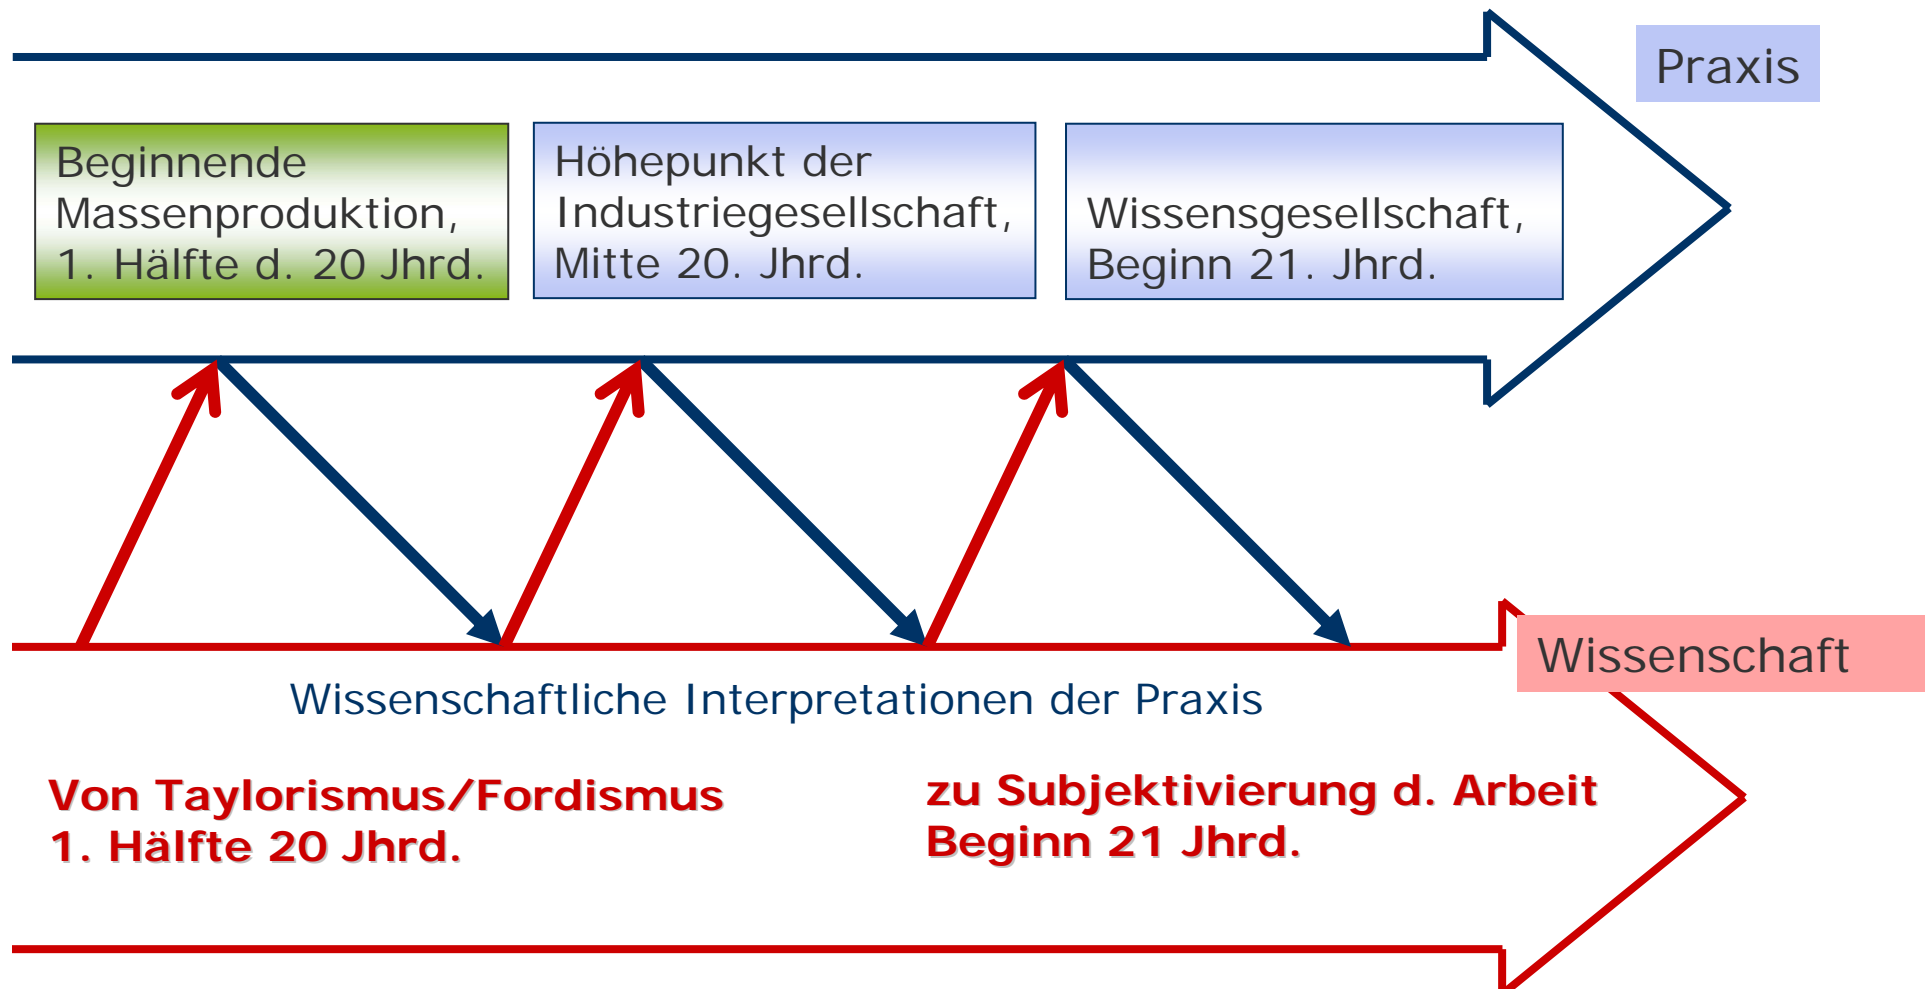 Praxis
Beginnende
Massenproduktion,
1. Hälfte d. 20 Jhrd.
Höhepunkt der
Industriegesellschaft,
Mitte 20. Jhrd.
Wissensgesellschaft,
Beginn 21. Jhrd.
Wissenschaft
Wissenschaftliche Interpretationen der Praxis
Von Taylorismus/Fordismus
1. Hälfte 20 Jhrd.
zu Subjektivierung d. Arbeit
Beginn 21 Jhrd.